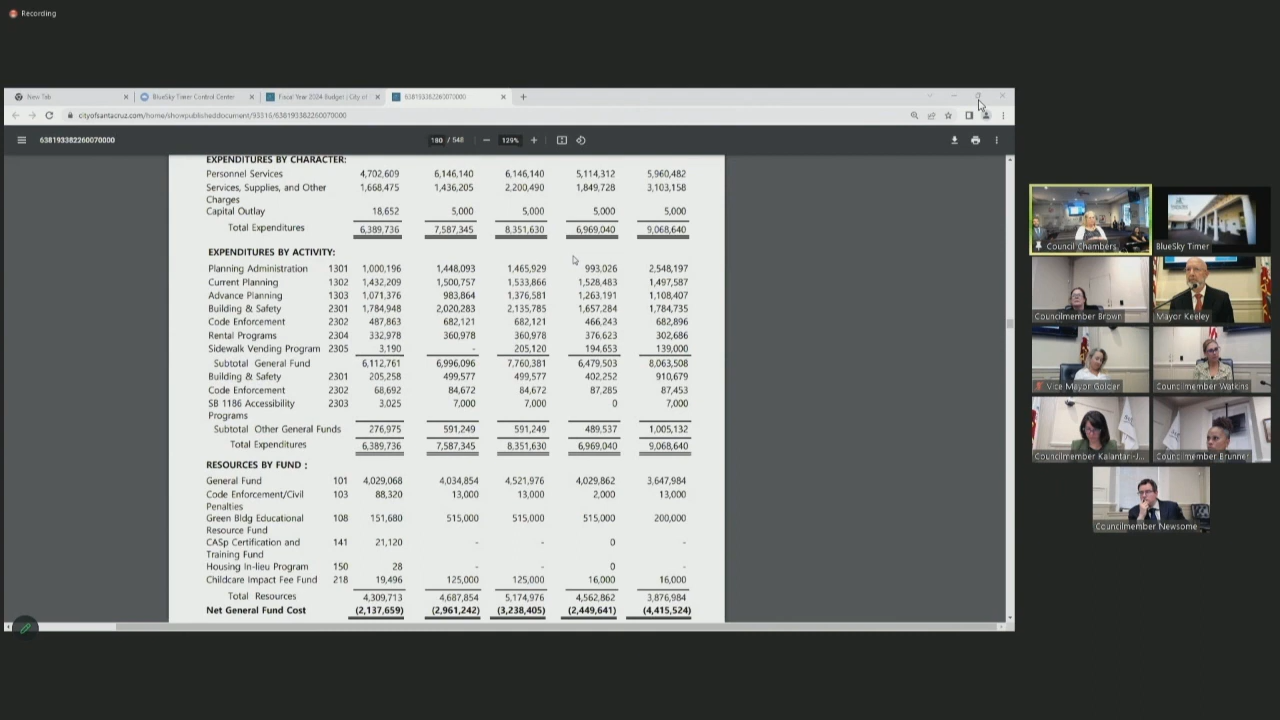 Recording
New Tab
BlueSky Timer Control Center
Fiscal Year 2024 Budget | City of
638193382260070000
cityofsantacruz.com/home/showpublisheddocument/93316/638193382260070000
638193382260070000
180 / 548
129%
EXPENDITURES BY CHARACTER:
Personnel Services 4,702,609 6,146,140 6,146,140 5,114,312 5,960,482
Services, Supplies, and Other 1,668,475 1,436,205 2,200,490 1,849,728 3,103,158
Charges
Capital Outlay 18,652 5,000 5,000 5,000 5,000
Total Expenditures 6,389,736 7,587,345 8,351,630 6,969,040 9,068,640
EXPENDITURES BY ACTIVITY:
Planning Administration 1301 1,000,196 1,448,093 1,465,929 993,026 2,548,197
Current Planning 1302 1,432,209 1,500,757 1,533,866 1,528,483 1,497,587
Advance Planning 1303 1,071,376 983,864 1,376,581 1,263,191 1,108,407
Building & Safety 2301 1,784,948 2,020,283 2,135,785 1,657,284 1,784,735
Code Enforcement 2302 487,863 682,121 682,121 466,243 682,896
Rental Programs 2304 332,978 360,978 360,978 376,623 302,686
Sidewalk Vending Program 2305 3,190 - 205,120 194,653 139,000
Subtotal General Fund 6,112,761 6,996,096 7,760,381 6,479,503 8,063,508
Building & Safety 2301 205,258 499,577 499,577 402,252 910,679
Code Enforcement 2302 68,692 84,672 84,672 87,285 87,453
SB 1186 Accessibility 2303 3,025 7,000 7,000 0 7,000
Programs
Subtotal Other General Funds 276,975 591,249 591,249 489,537 1,005,132
Total Expenditures 6,389,736 7,587,345 8,351,630 6,969,040 9,068,640
RESOURCES BY FUND :
General Fund 101 4,029,068 4,034,854 4,521,976 4,029,862 3,647,984
Code Enforcement/Civil 103 88,320 13,000 13,000 2,000 13,000
Penalties
Green Bldg Educational 108 151,680 515,000 515,000 515,000 200,000
Resource Fund
CASp Certification and 141 21,120 - - 0 -
Training Fund
Housing In-lieu Program 150 28 - - 0 -
Childcare Impact Fee Fund 218 19,496 125,000 125,000 16,000 16,000
Total Resources 4,309,713 4,687,854 5,174,976 4,562,862 3,876,984
Net General Fund Cost (2,137,659) (2,961,242) (3,238,405) (2,449,641) (4,415,524)
Council Chambers
BlueSky Timer
Councilmember Brown
Mayor Keeley
Vice Mayor Golder
Councilmember Watkins
Councilmember Kalantari-J...
Councilmember Brunner
Councilmember Newsome